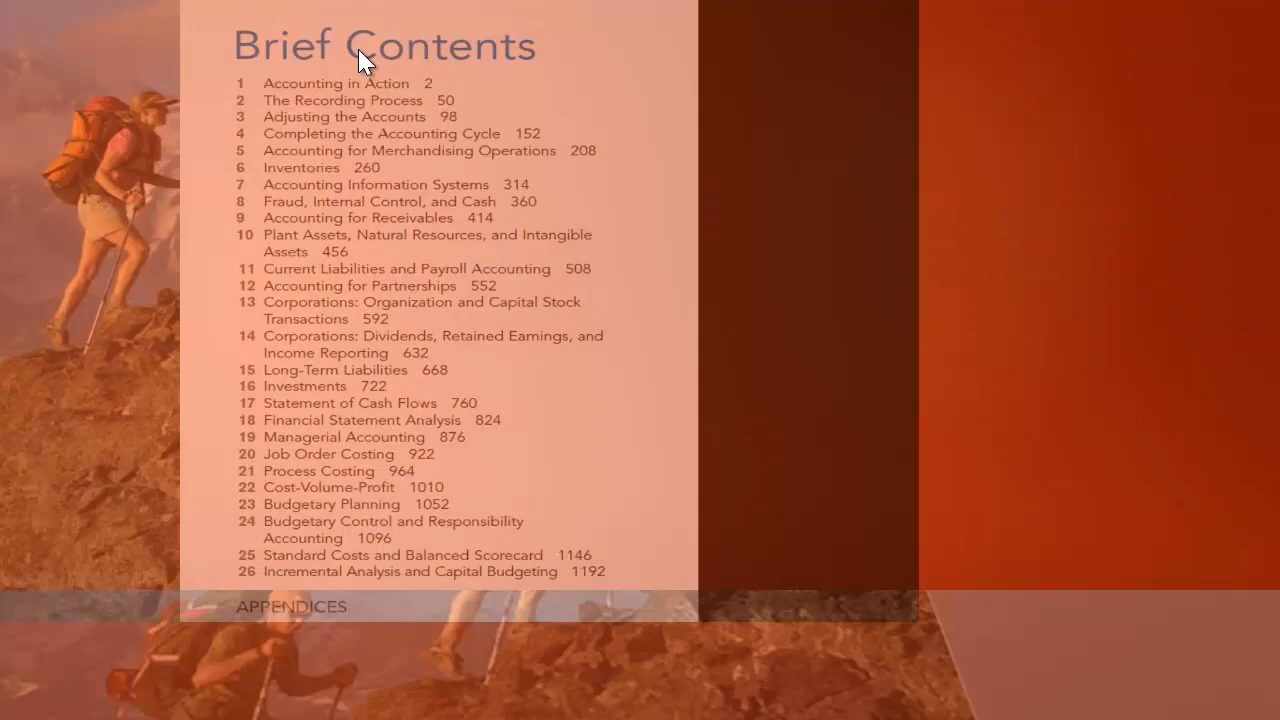 Brief Contents
1 Accounting in Action 2
2 The Recording Process 50
3 Adjusting the Accounts 98
4 Completing the Accounting Cycle 152
5 Accounting for Merchandising Operations 208
6 Inventories 260
7 Accounting Information Systems 314
8 Fraud, Internal Control, and Cash 360
9 Accounting for Receivables 414
10 Plant Assets, Natural Resources, and Intangible
Assets 456
11 Current Liabilities and Payroll Accounting 508
12 Accounting for Partnerships 552
13 Corporations: Organization and Capital Stock
Transactions 592
14 Corporations: Dividends, Retained Earnings, and
Income Reporting 632
15 Long-Term Liabilities 668
16 Investments 722
17 Statement of Cash Flows 760
18 Financial Statement Analysis 824
19 Managerial Accounting 876
20 Job Order Costing 922
21 Process Costing 964
22 Cost-Volume-Profit 1010
23 Budgetary Planning 1052
24 Budgetary Control and Responsibility
Accounting 1096
25 Standard Costs and Balanced Scorecard 1146
26 Incremental Analysis and Capital Budgeting 1192
APPENDICES